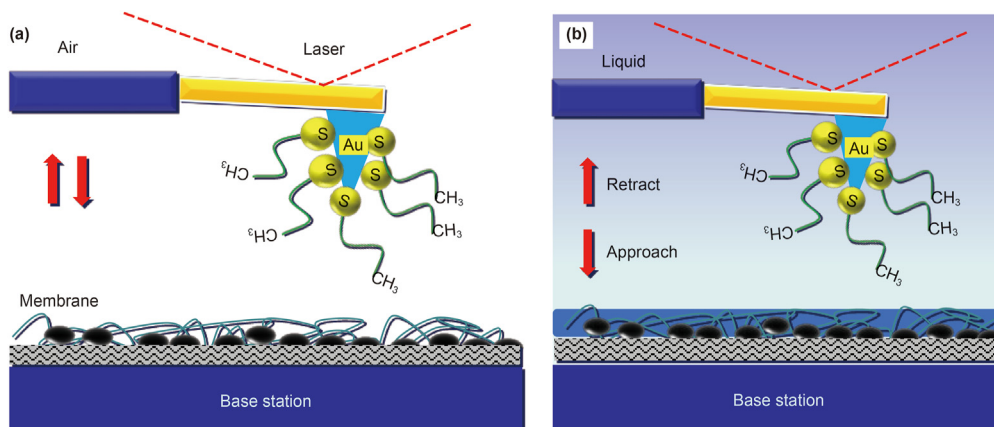 (a)
Air
Laser
S
S
Au
S
S
S
CH₃
CH₃
CH₃
CH₃
CH₃
Membrane
Base station
(b)
Liquid
S
S
Au
S
S
S
CH₃
CH₃
CH₃
CH₃
CH₃
Retract
Approach
Base station